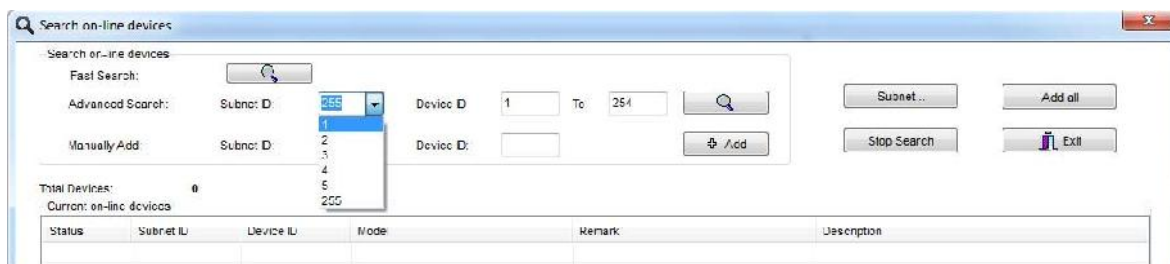 Search on-line devices
Search on-line devices
Fast Search:
Advanced Search: Subnet ID: 255 Device ID 1 To 254 Subnet .. Add all
1
2
Manually Add: Subnet ID: Device ID: Add Stop Search Exit
3
4
5
255
Total Devices: 0
Current on-line devices
Status Subnet ID Device ID Model Remark Description